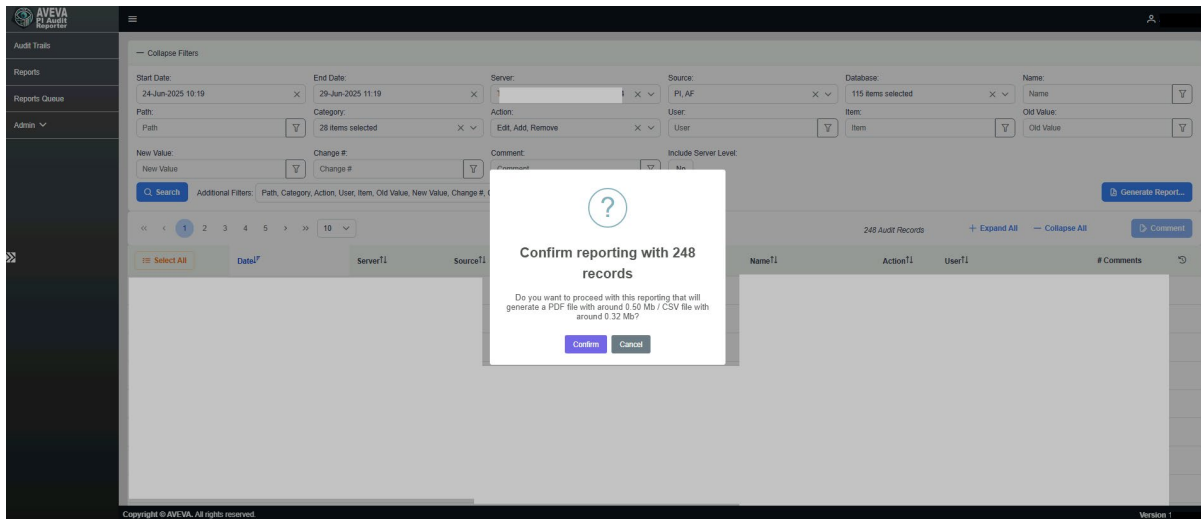 AVEVA
PI Audit
Reporter
Audit Trails
Reports
Reports Queue
Admin
Collapse Filters
Start Date: End Date: Server: Source: Database: Name:
24-Jun-2025 10:19 29-Jun-2025 11:19 PI, AF 115 items selected Name
Path: Category: Action: User: Item: Old Value:
Path 28 items selected Edit, Add, Remove User Item Old Value
New Value: Change #: Comment: Include Server Level:
New Value Change # Comment No
Search Additional Filters: Path, Category, Action, User, Item, Old Value, New Value, Change #,
Generate Report...
« ‹ 1 2 3 4 5 › » 10 248 Audit Records + Expand All — Collapse All Comment
Select All Date Server Source Name Action User # Comments
?
Confirm reporting with 248
records
Do you want to proceed with this reporting that will
generate a PDF file with around 0.50 Mb / CSV file with
around 0.32 Mb?
Confirm Cancel
Copyright © AVEVA. All rights reserved. Version 1